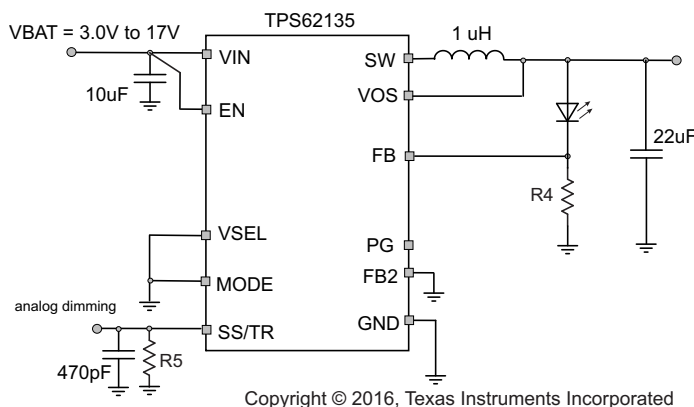 TPS62135
VBAT = 3.0V to 17V
1 uH
VIN
SW
10uF
VOS
EN
FB
22uF
R4
VSEL
PG
MODE
FB2
analog dimming
SS/TR
GND
470pF
R5
Copyright © 2016, Texas Instruments Incorporated